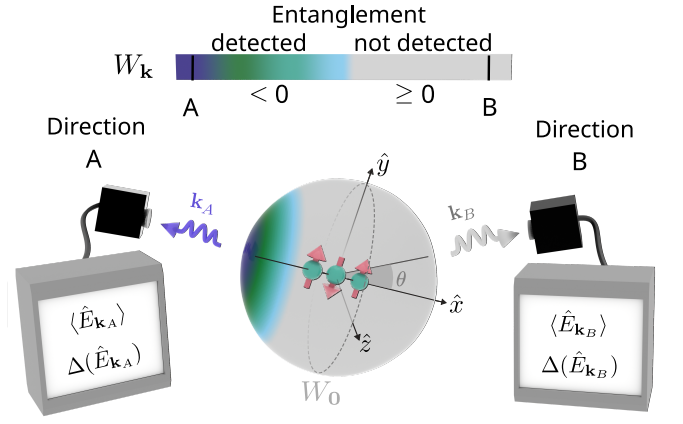 Entanglement
detected not detected
W_𝐤
< 0 ≥ 0
A B
Direction
A
Direction
B
𝐤_A
𝐤_B
ŷ
θ
x̂
ẑ
W_𝟎
⟨Ê_{𝐤_A}⟩
Δ(Ê_{𝐤_A})
⟨Ê_{𝐤_B}⟩
Δ(Ê_{𝐤_B})